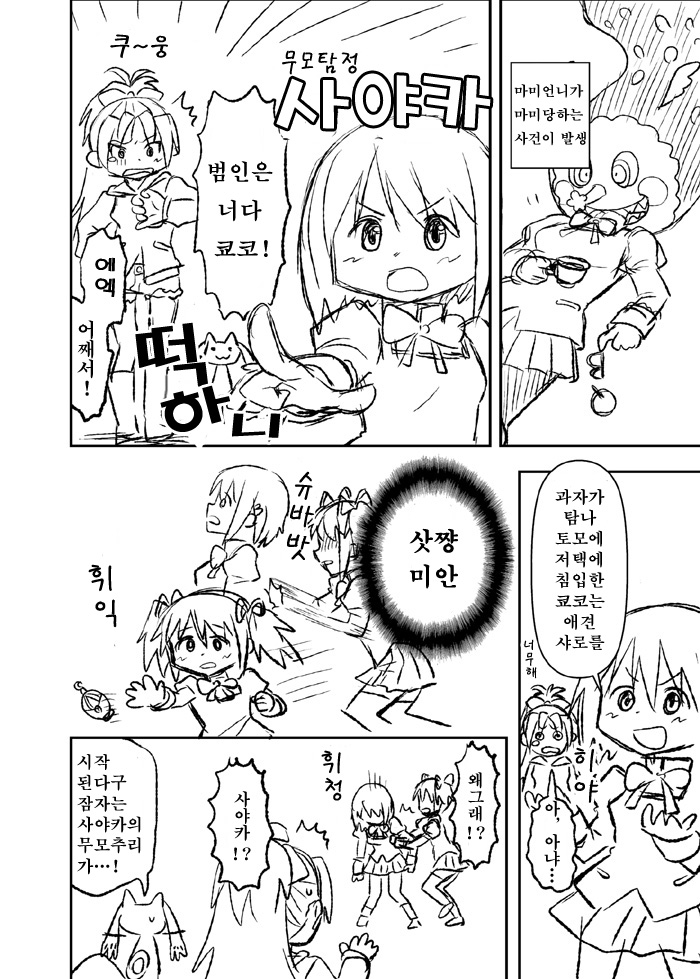 마미언니가
마미당하는
사건이 발생
쿠~웅
무모탐정
사야카
범인은
너다
쿄코!
에엑
어째서!
떡
하니
과자가
탐나
토모에
저택에
침입한
쿄코는
애견
샤로를
너무해
히야
아, 아냐…
삿쨩
미안
슈바밧
휘익
왜그래!?
휘청
사야카!?
시작
된다구
잠자는
사야카의
무모추리
가…!